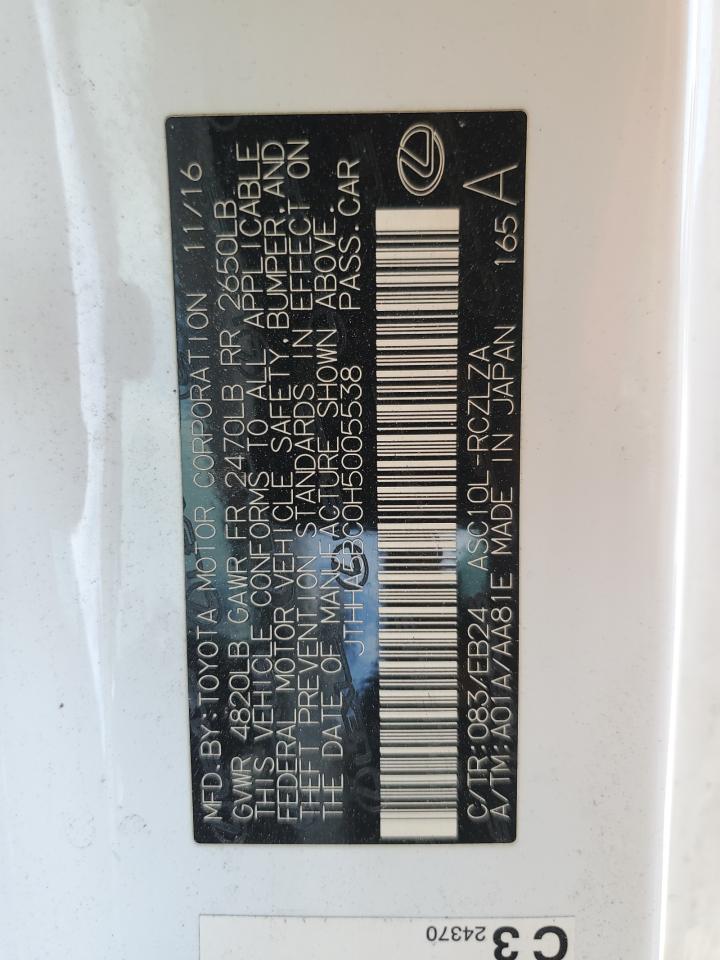 MFD.BY:TOYOTA MOTOR CORPORATION 11/16
GVWR 4820LB GAWR FR 2470LB RR 2650LB
THIS VEHICLE CONFORMS TO ALL APPLICABLE
FEDERAL MOTOR VEHICLE SAFETY,BUMPER,AND
THEFT PREVENTION STANDARDS IN EFFECT ON
THE DATE OF MANUFACTURE SHOWN ABOVE.
JTHHA5BC0H5005538 PASS.CAR
C/TR:083/EB24 ASC10L-RCZLZA
A/TM:A01A/AA81E MADE IN JAPAN 165 A
C3
24370